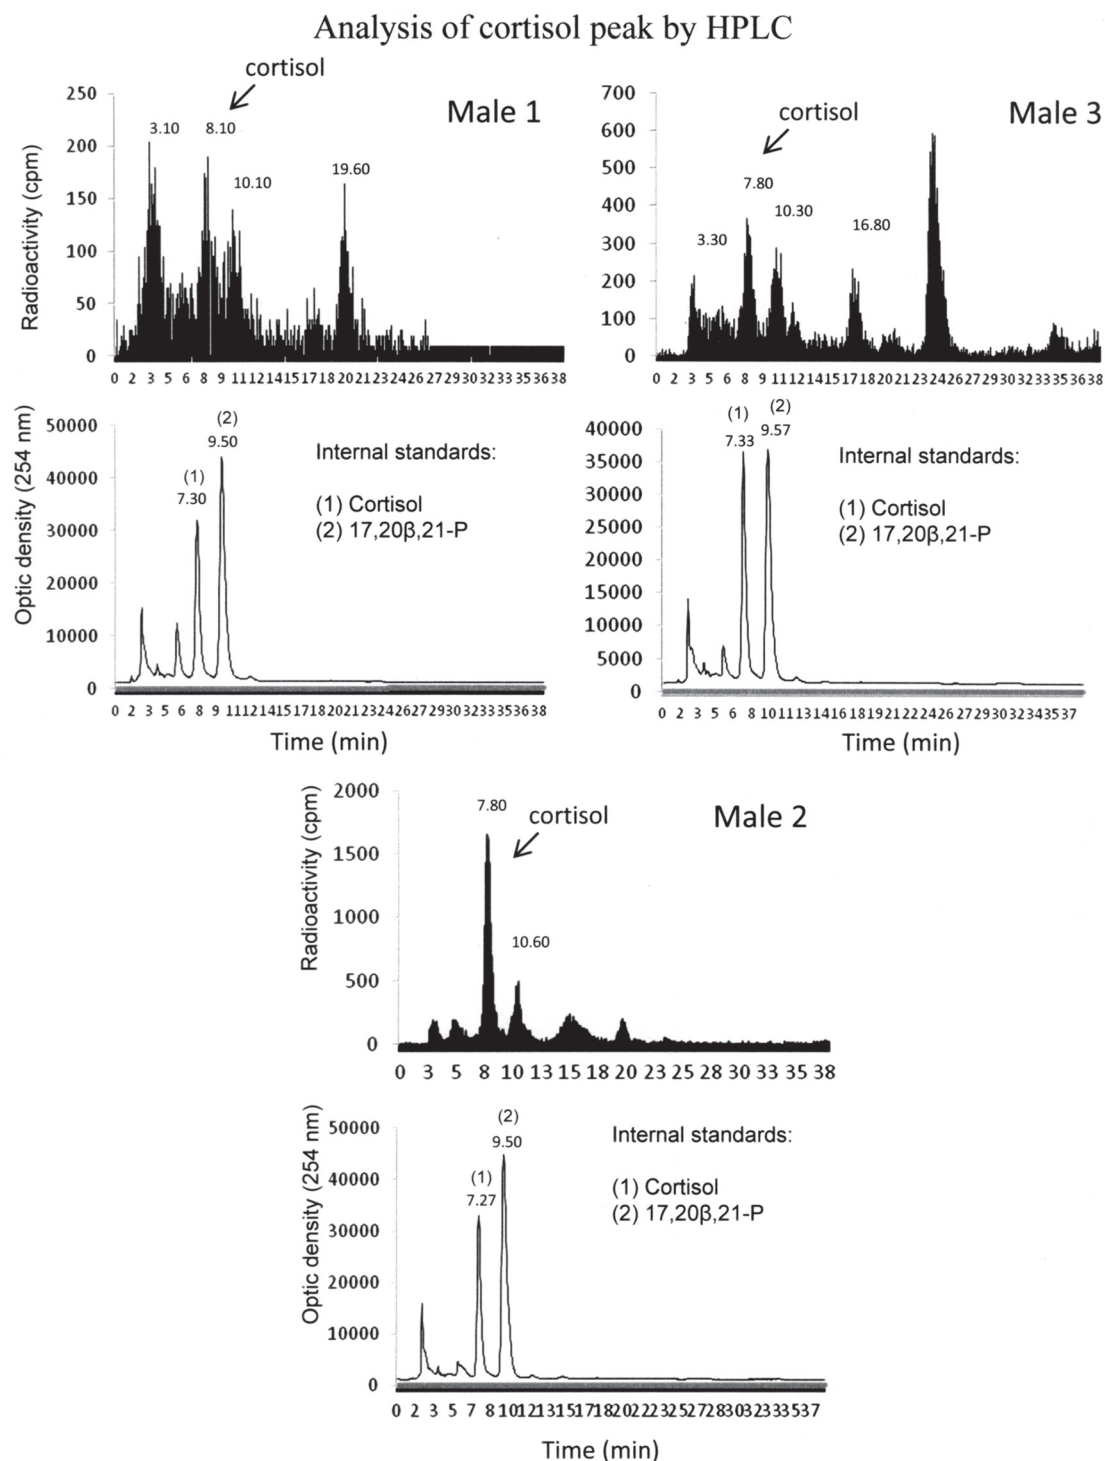 Analysis of cortisol peak by HPLC
cortisol
Male 1
Radioactivity (cpm)
250
200
150
100
50
0
3.10
8.10
10.10
19.60
0 2 3 5 6 8 9 11 12 14 15 17 18 20 21 23 24 26 27 29 30 32 33 35 36 38
Optic density (254 nm)
50000
40000
30000
20000
10000
0
(1)
7.30
(2)
9.50
Internal standards:
(1) Cortisol
(2) 17,20β,21-P
0 2 3 5 6 8 9 11 12 14 15 17 18 20 21 23 24 26 27 29 30 32 33 35 36 38
Time (min)
cortisol
Male 3
700
600
500
400
300
200
100
0
3.30
7.80
10.30
16.80
0 2 3 5 6 8 9 11 12 14 15 17 18 20 21 23 24 26 27 29 30 32 33 35 36 38
40000
35000
30000
25000
20000
15000
10000
5000
0
(1)
7.33
(2)
9.57
Internal standards:
(1) Cortisol
(2) 17,20β,21-P
0 2 3 5 6 8 10 11 12 14 16 17 18 20 21 22 24 26 27 29 30 32 34 35 37
Time (min)
Male 2
cortisol
Radioactivity (cpm)
2000
1500
1000
500
0
7.80
10.60
0 3 5 8 10 13 15 18 20 23 25 28 30 33 35 38
Optic density (254 nm)
50000
40000
30000
20000
10000
0
(1)
7.27
(2)
9.50
Internal standards:
(1) Cortisol
(2) 17,20β,21-P
0 2 3 5 7 8 10 12 13 15 17 18 20 22 23 25 27 28 30 32 33 35 37
Time (min)